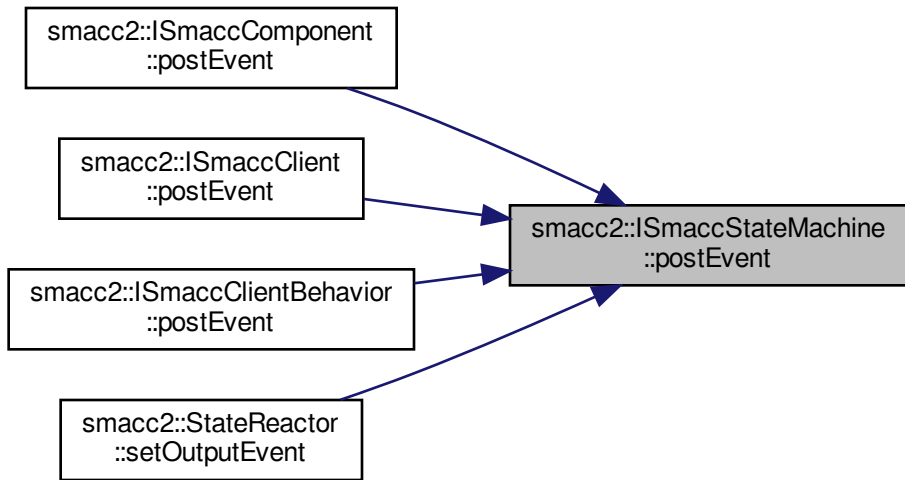 smacc2::ISmaccComponent
::postEvent
smacc2::ISmaccClient
::postEvent
smacc2::ISmaccStateMachine
::postEvent
smacc2::ISmaccClientBehavior
::postEvent
smacc2::StateReactor
::setOutputEvent